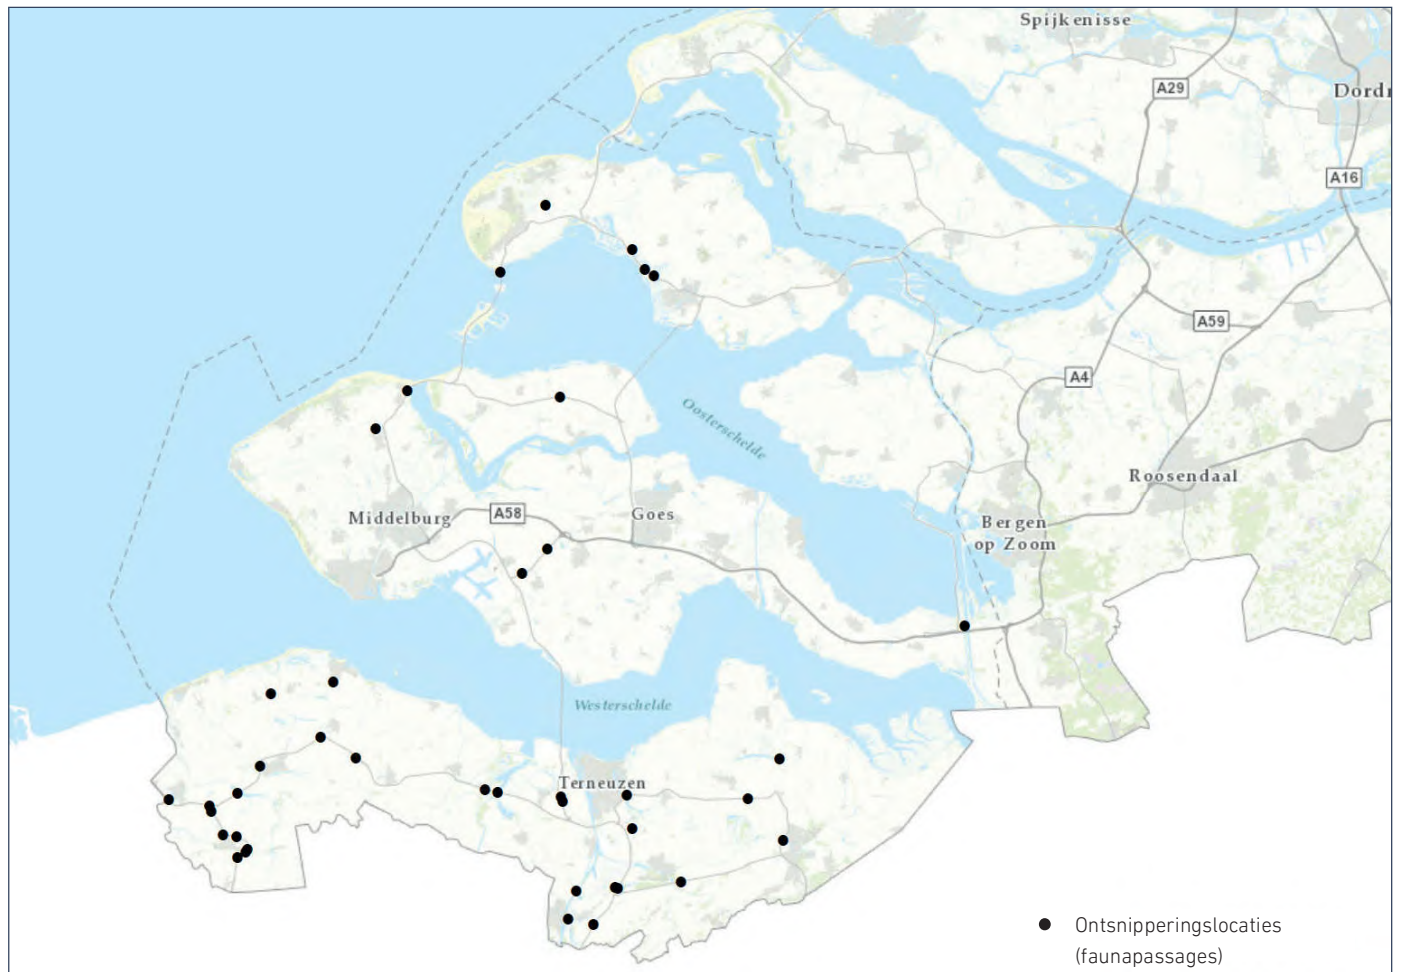 Spijkenisse
A29
Dordr
A16
A59
A4
Oosterschelde
Roosendaal
Middelburg
A58
Goes
Bergen
op Zoom
Westerschelde
Terneuzen
Ontsnipperingslocaties
(faunapassages)